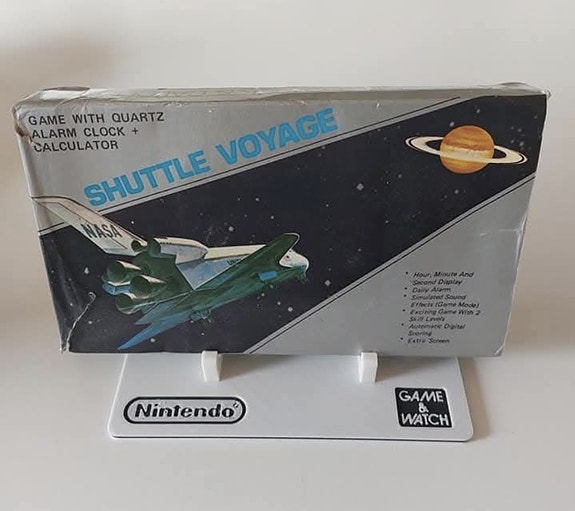 GAME WITH QUARTZ
ALARM CLOCK +
CALCULATOR
SHUTTLE VOYAGE
NASA
* Hour, Minute And
Second Display
* Daily Alarm
* Simulated Sound
Effects (Game Mode)
* Exciting Game With 2
Skill Levels
* Automatic Digital
Scoring
* Extra Screen
Nintendo
GAME
&
WATCH